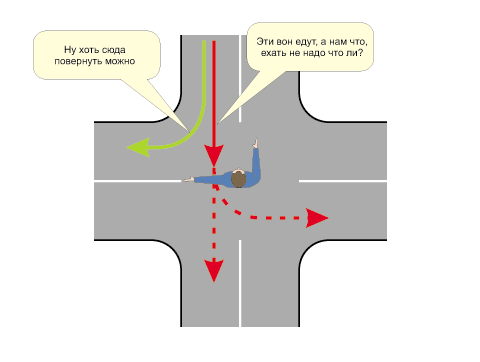 Ну хоть сюда
повернуть можно
Эти вон едут, а нам что,
ехать не надо что ли?